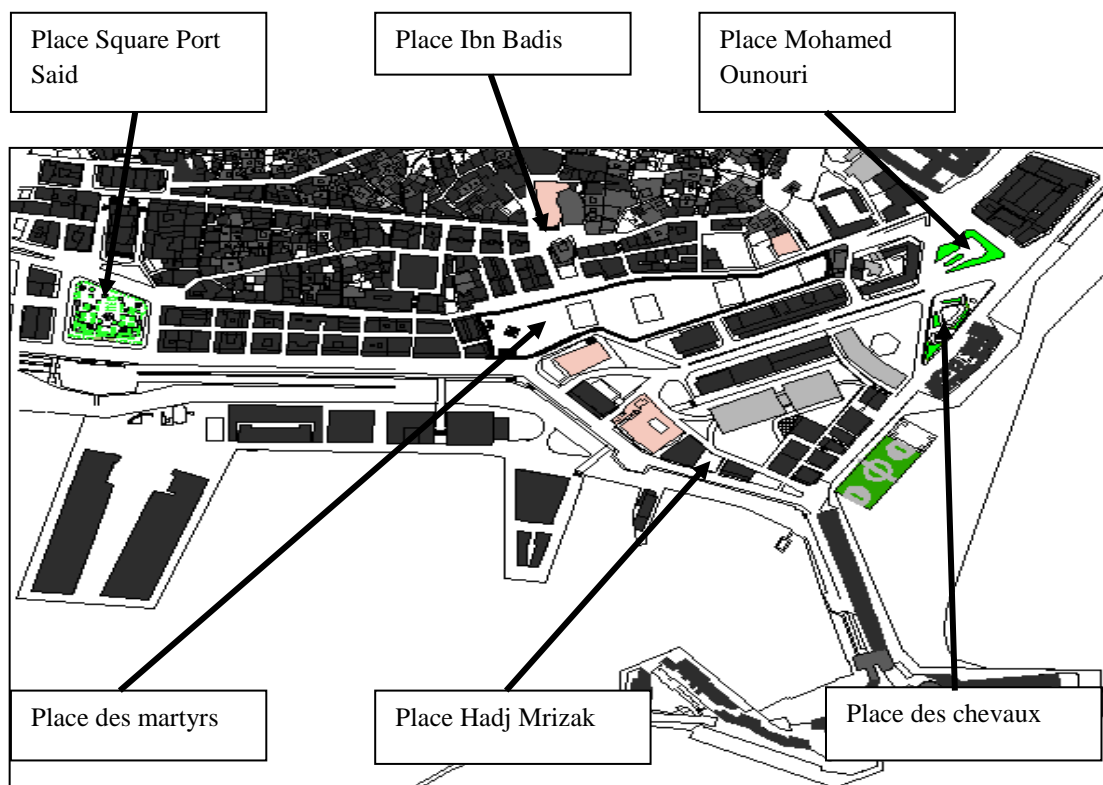 Place Square Port
Said
Place Ibn Badis
Place Mohamed
Ounouri
Place des martyrs
Place Hadj Mrizak
Place des chevaux